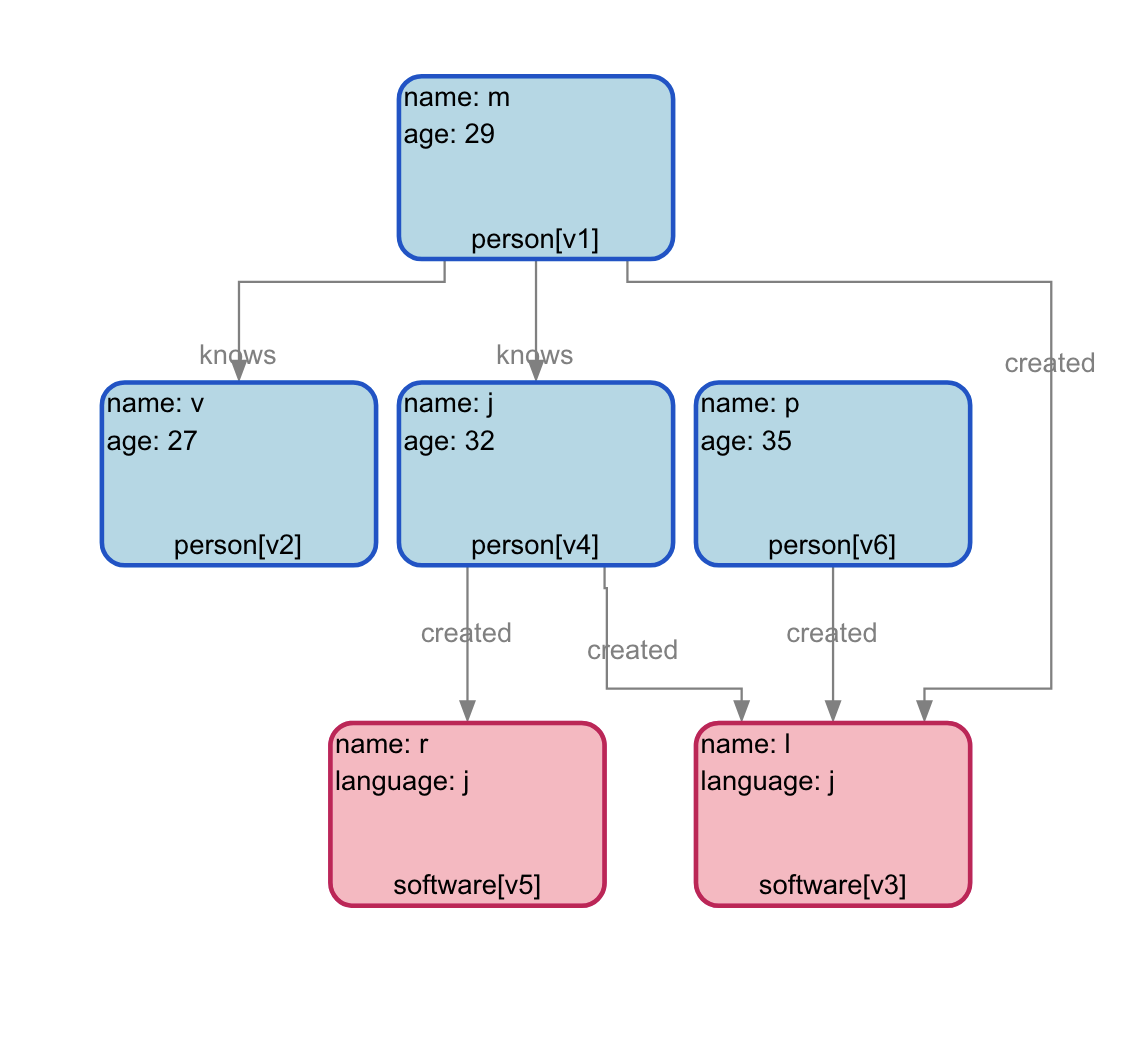 name: m
age: 29
person[v1]
knows
knows
created
name: v
age: 27
person[v2]
name: j
age: 32
person[v4]
name: p
age: 35
person[v6]
created
created
created
name: r
language: j
software[v5]
name: l
language: j
software[v3]